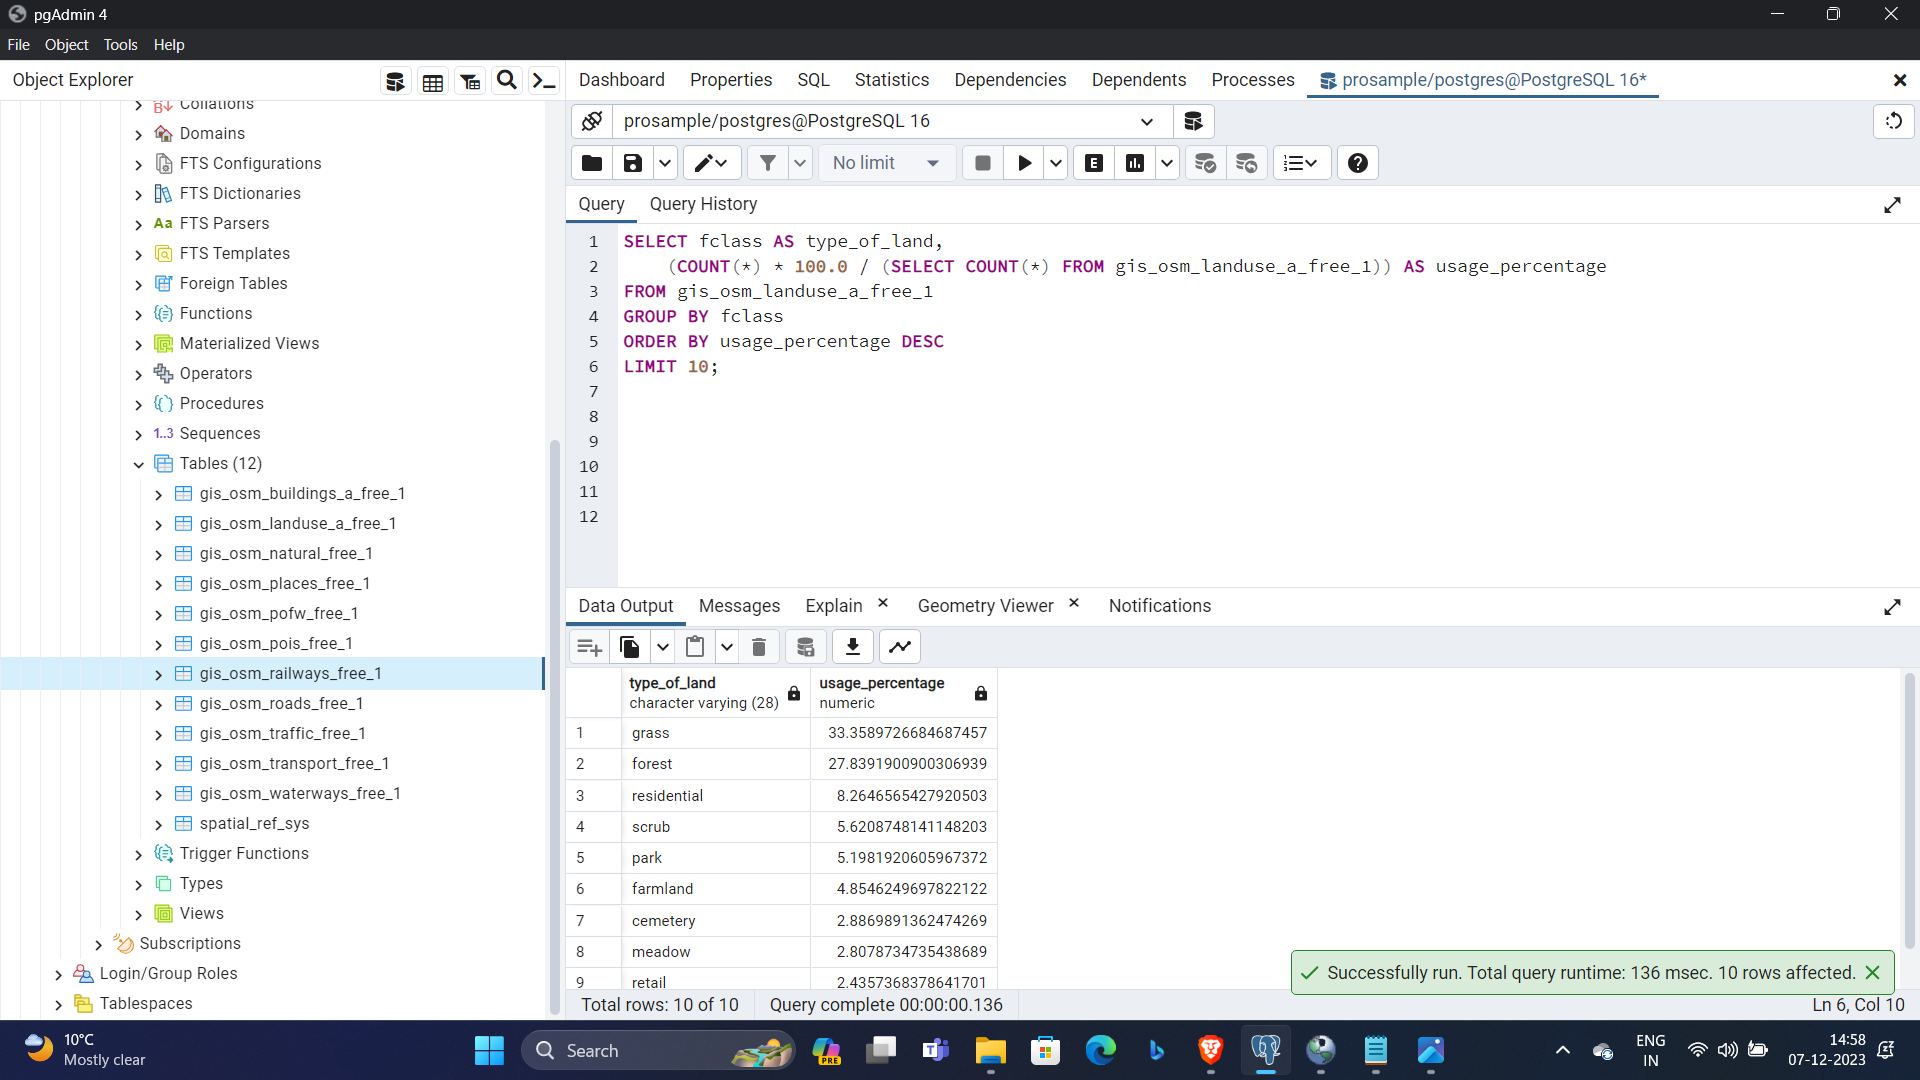 pgAdmin 4
File Object Tools Help
Object Explorer
Dashboard Properties SQL Statistics Dependencies Dependents Processes prosample/postgres@PostgreSQL 16*
prosample/postgres@PostgreSQL 16
No limit
E
Query Query History
1 SELECT fclass AS type_of_land,
2 (COUNT(*) * 100.0 / (SELECT COUNT(*) FROM gis_osm_landuse_a_free_1)) AS usage_percentage
3 FROM gis_osm_landuse_a_free_1
4 GROUP BY fclass
5 ORDER BY usage_percentage DESC
6 LIMIT 10;
7
8
9
10
11
12
Collations
Domains
FTS Configurations
FTS Dictionaries
Aa FTS Parsers
FTS Templates
Foreign Tables
Functions
Materialized Views
Operators
Procedures
1..3 Sequences
Tables (12)
gis_osm_buildings_a_free_1
gis_osm_landuse_a_free_1
gis_osm_natural_free_1
gis_osm_places_free_1
gis_osm_pofw_free_1
gis_osm_pois_free_1
gis_osm_railways_free_1
gis_osm_roads_free_1
gis_osm_traffic_free_1
gis_osm_transport_free_1
gis_osm_waterways_free_1
spatial_ref_sys
Trigger Functions
Types
Views
Subscriptions
Login/Group Roles
Tablespaces
Data Output Messages Explain Geometry Viewer Notifications
type_of_land usage_percentage
character varying (28) numeric
1 grass 33.3589726684687457
2 forest 27.8391900900306939
3 residential 8.2646565427920503
4 scrub 5.6208748141148203
5 park 5.1981920605967372
6 farmland 4.8546249697822122
7 cemetery 2.8869891362474269
8 meadow 2.8078734735438689
9 retail 2.4357368378641701
Successfully run. Total query runtime: 136 msec. 10 rows affected.
Total rows: 10 of 10 Query complete 00:00:00.136 Ln 6, Col 10
10°C
Mostly clear
Search
PRE
ENG
IN
14:58
07-12-2023